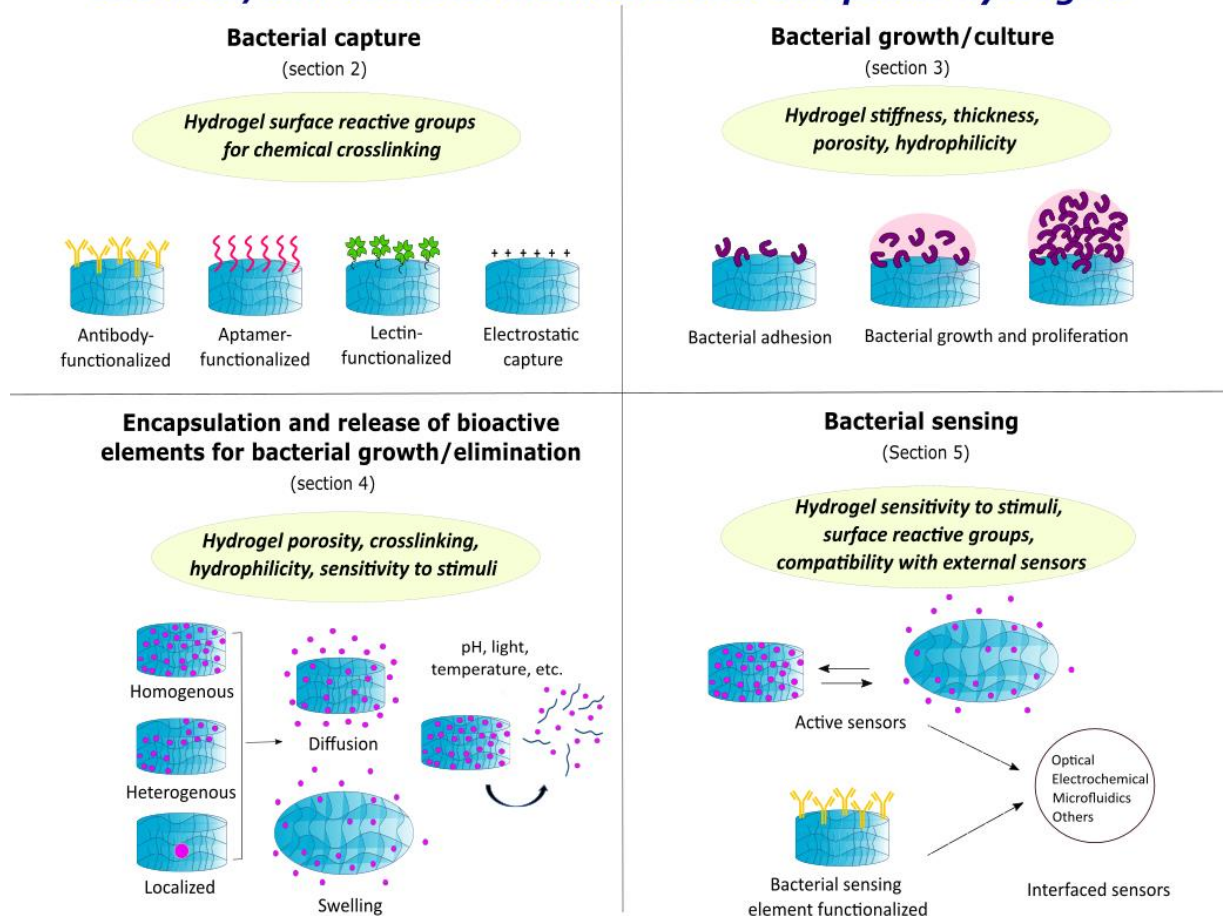 Bacterial capture
(section 2)
Hydrogel surface reactive groups
for chemical crosslinking
Antibody-
functionalized
Aptamer-
functionalized
Lectin-
functionalized
Electrostatic
capture
Bacterial growth/culture
(section 3)
Hydrogel stiffness, thickness,
porosity, hydrophilicity
Bacterial adhesion
Bacterial growth and proliferation
Encapsulation and release of bioactive
elements for bacterial growth/elimination
(section 4)
Hydrogel porosity, crosslinking,
hydrophilicity, sensitivity to stimuli
Homogenous
Heterogenous
Localized
Diffusion
Swelling
pH, light,
temperature, etc.
Bacterial sensing
(Section 5)
Hydrogel sensitivity to stimuli,
surface reactive groups,
compatibility with external sensors
Active sensors
Bacterial sensing
element functionalized
Optical
Electrochemical
Microfluidics
Others
Interfaced sensors